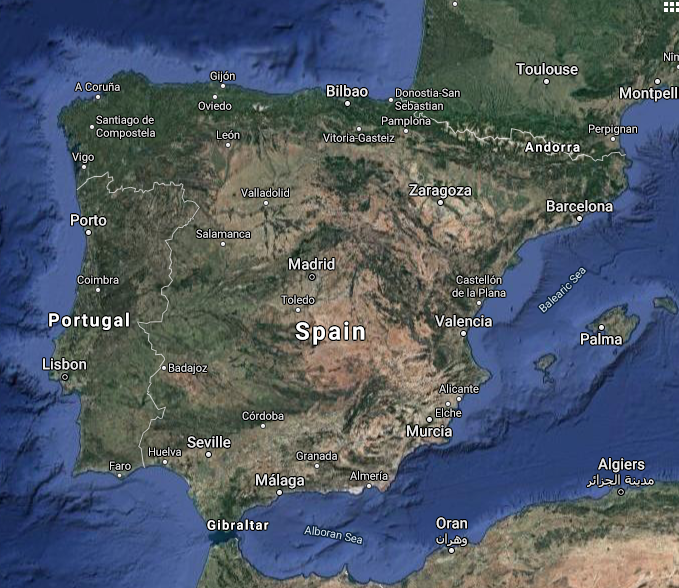 Toulouse
Nîm
Montpell
Gijón
A Coruña
Oviedo
Bilbao
Donostia-San
Sebastian
Santiago de
Compostela
León
Vitoria-Gasteiz
Pamplona
Perpignan
Andorra
Vigo
Valladolid
Zaragoza
Barcelona
Porto
Salamanca
Madrid
Coimbra
Toledo
Castellón
de la Plana
Balearic Sea
Portugal
Spain
Valencia
Palma
Lisbon
Badajoz
Alicante
Elche
Córdoba
Murcia
Seville
Huelva
Granada
Faro
Málaga
Almería
Algiers
مدينة الجزائر
Gibraltar
Alboran Sea
Oran
وهران